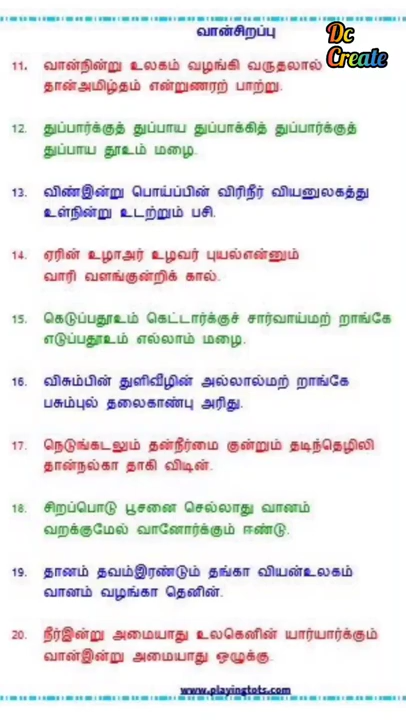 வான்சிறப்பு
Dc
Create
11. வான்நின்று உலகம் வழங்கி வருதலால்
தான்அமிழ்தம் என்றுணரற் பாற்று.
12. துப்பார்க்குத் துப்பாய துப்பாக்கித் துப்பார்க்குத்
துப்பாய தூஉம் மழை.
13. விண்இன்று பொய்ப்பின் விரிநீர் வியனுலகத்து
உள்நின்று உடற்றும் பசி.
14. ஏரின் உழாஅர் உழவர் புயல்என்னும்
வாரி வளங்குன்றிக் கால்.
15. கெடுப்பதூஉம் கெட்டார்க்குச் சார்வாய்மற் றாங்கே
எடுப்பதூஉம் எல்லாம் மழை.
16. விசும்பின் துளிவீழின் அல்லால்மற் றாங்கே
பசும்புல் தலைகாண்பு அரிது.
17. நெடுங்கடலும் தன்நீர்மை குன்றும் தடிந்தெழிலி
தான்நல்கா தாகி விடின்.
18. சிறப்பொடு பூசனை செல்லாது வானம்
வறக்குமேல் வானோர்க்கும் ஈண்டு.
19. தானம் தவம்இரண்டும் தங்கா வியன்உலகம்
வானம் வழங்கா தெனின்.
20. நீர்இன்று அமையாது உலகெனின் யார்யார்க்கும்
வான்இன்று அமையாது ஒழுக்கு.
www.playingtots.com